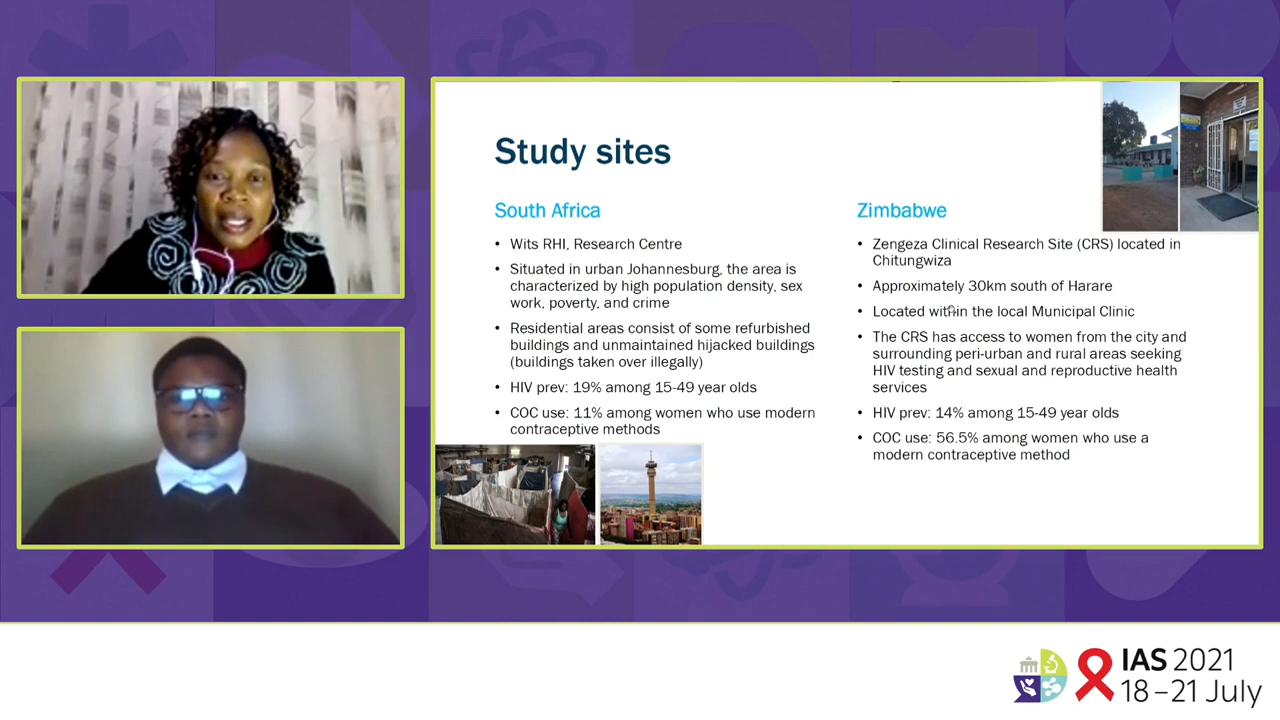 Study sites
South Africa
• Wits RHI, Research Centre
• Situated in urban Johannesburg, the area is
characterized by high population density, sex
work, poverty, and crime
• Residential areas consist of some refurbished
buildings and unmaintained hijacked buildings
(buildings taken over illegally)
• HIV prev: 19% among 15-49 year olds
• COC use: 11% among women who use modern
contraceptive methods
Zimbabwe
• Zengeza Clinical Research Site (CRS) located in
Chitungwiza
• Approximately 30km south of Harare
• Located within the local Municipal Clinic
• The CRS has access to women from the city and
surrounding peri-urban and rural areas seeking
HIV testing and sexual and reproductive health
services
• HIV prev: 14% among 15-49 year olds
• COC use: 56.5% among women who use a
modern contraceptive method
IAS 2021
18–21 July